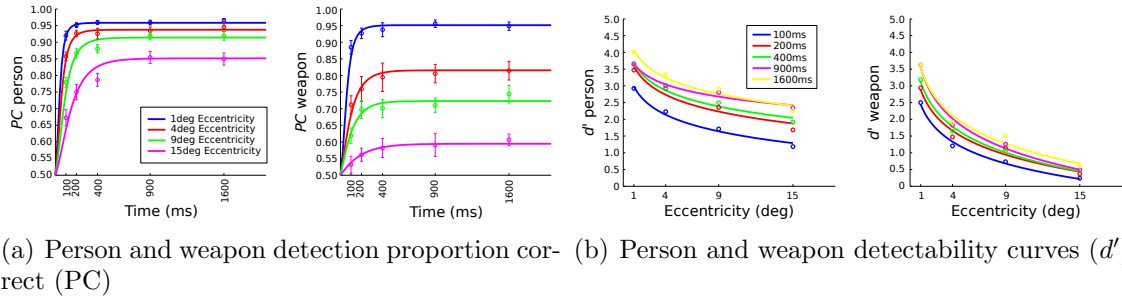 1.00
0.95
0.90
0.85
0.80
0.75
0.70
0.65
0.60
0.55
0.50
PC person
1deg Eccentricity
4deg Eccentricity
9deg Eccentricity
15deg Eccentricity
100
200
400
900
1600
Time (ms)
1.00
0.95
0.90
0.85
0.80
0.75
0.70
0.65
0.60
0.55
0.50
PC weapon
100
200
400
900
1600
Time (ms)
5.0
4.5
4.0
3.5
3.0
2.5
2.0
1.5
1.0
0.5
0.0
d' person
100ms
200ms
400ms
900ms
1600ms
1 4 9 15
Eccentricity (deg)
5.0
4.5
4.0
3.5
3.0
2.5
2.0
1.5
1.0
0.5
0.0
d' weapon
1 4 9 15
Eccentricity (deg)
(a) Person and weapon detection proportion cor-
rect (PC)
(b) Person and weapon detectability curves (d'